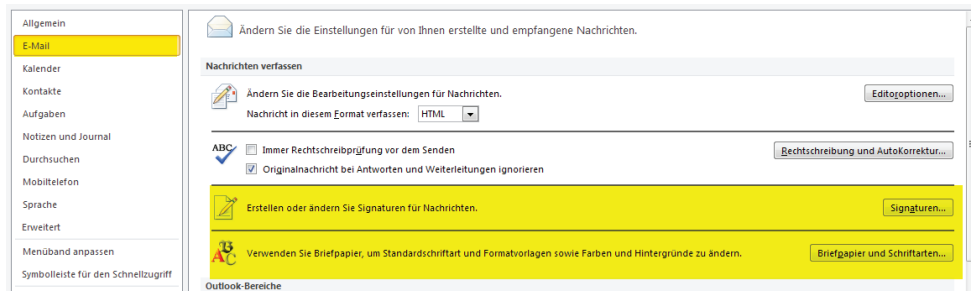 Allgemein
E-Mail
Kalender
Kontakte
Aufgaben
Notizen und Journal
Durchsuchen
Mobiltelefon
Sprache
Erweitert
Menüband anpassen
Symbolleiste für den Schnellzugriff
Ändern Sie die Einstellungen für von Ihnen erstellte und empfangene Nachrichten.
Nachrichten verfassen
Ändern Sie die Bearbeitungseinstellungen für Nachrichten.
Editoroptionen...
Nachricht in diesem Format verfassen: HTML
ABC
Immer Rechtschreibprüfung vor dem Senden
Rechtschreibung und AutoKorrektur...
Originalnachricht bei Antworten und Weiterleitungen ignorieren
Erstellen oder ändern Sie Signaturen für Nachrichten.
Signaturen...
Verwenden Sie Briefpapier, um Standardschriftart und Formatvorlagen sowie Farben und Hintergründe zu ändern.
Briefpapier und Schriftarten...
Outlook-Bereiche